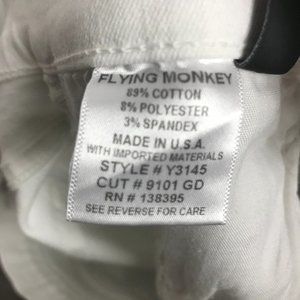 FLYING MONKEY
89% COTTON
8% POLYESTER
3% SPANDEX
MADE IN U.S.A.
WITH IMPORTED MATERIALS
STYLE # Y3145
CUT # 9101 GD
RN # 138395
SEE REVERSE FOR CARE